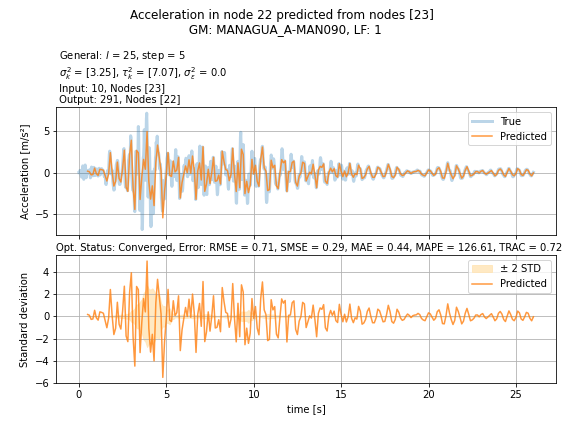 Acceleration in node 22 predicted from nodes [23]
GM: MANAGUA_A-MAN090, LF: 1
General: l = 25, step = 5
σ²ₖ = [3.25], τ²ₖ = [7.07], σ²ε = 0.0
Input: 10, Nodes [23]
Output: 291, Nodes [22]
Acceleration [m/s²]
5
0
−5
True
Predicted
Opt. Status: Converged, Error: RMSE = 0.71, SMSE = 0.29, MAE = 0.44, MAPE = 126.61, TRAC = 0.72
Standard deviation
4
2
0
−2
−4
−6
± 2 STD
Predicted
0 5 10 15 20 25
time [s]